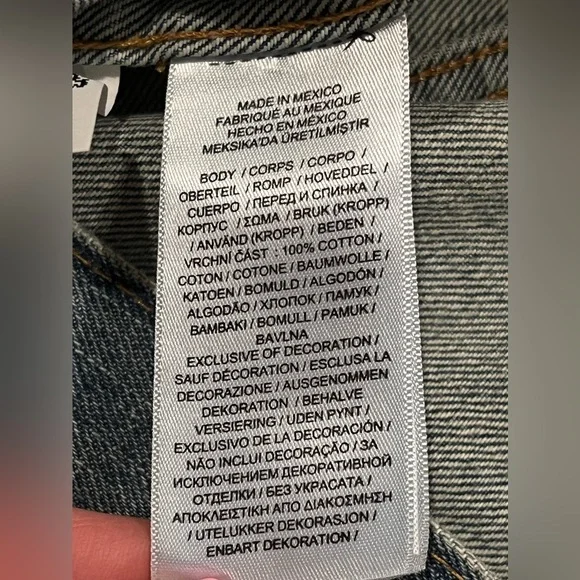 MADE IN MEXICO
FABRIQUÉ AU MEXIQUE
HECHO EN MÉXICO
MEKSIKA'DA ÜRETİLMİŞTİR
BODY / CORPS / CORPO /
OBERTEIL / ROMP / HOVEDDEL /
CUERPO / ПЕРЕД И СПИНКА /
КОРПУС / ΣΩΜΑ / BRUK (KROPP)
/ ANVÄND (KROPP) / BEDEN /
VRCHNÍ ČÁST : 100% COTTON /
COTON / COTONE / BAUMWOLLE /
KATOEN / BOMULD / ALGODÓN /
ALGODÃO / ХЛОПОК / ПАМУК /
BAMBAKI / BOMULL / PAMUK /
BAVLNA
EXCLUSIVE OF DECORATION /
SAUF DÉCORATION / ESCLUSA LA
DECORAZIONE / AUSGENOMMEN
DEKORATION / BEHALVE
VERSIERING / UDEN PYNT /
EXCLUSIVO DE LA DECORACIÓN /
NÃO INCLUI DECORAÇÃO / ЗА
ИСКЛЮЧЕНИЕМ ДЕКОРАТИВНОЙ
ОТДЕЛКИ / БЕЗ УКРАСАТА /
ΑΠΟΚΛΕΙΣΤΙΚΗ ΑΠΟ ΔΙΑΚΟΣΜΗΣΗ
/ UTELUKKER DEKORASJON /
ENBART DEKORATION /